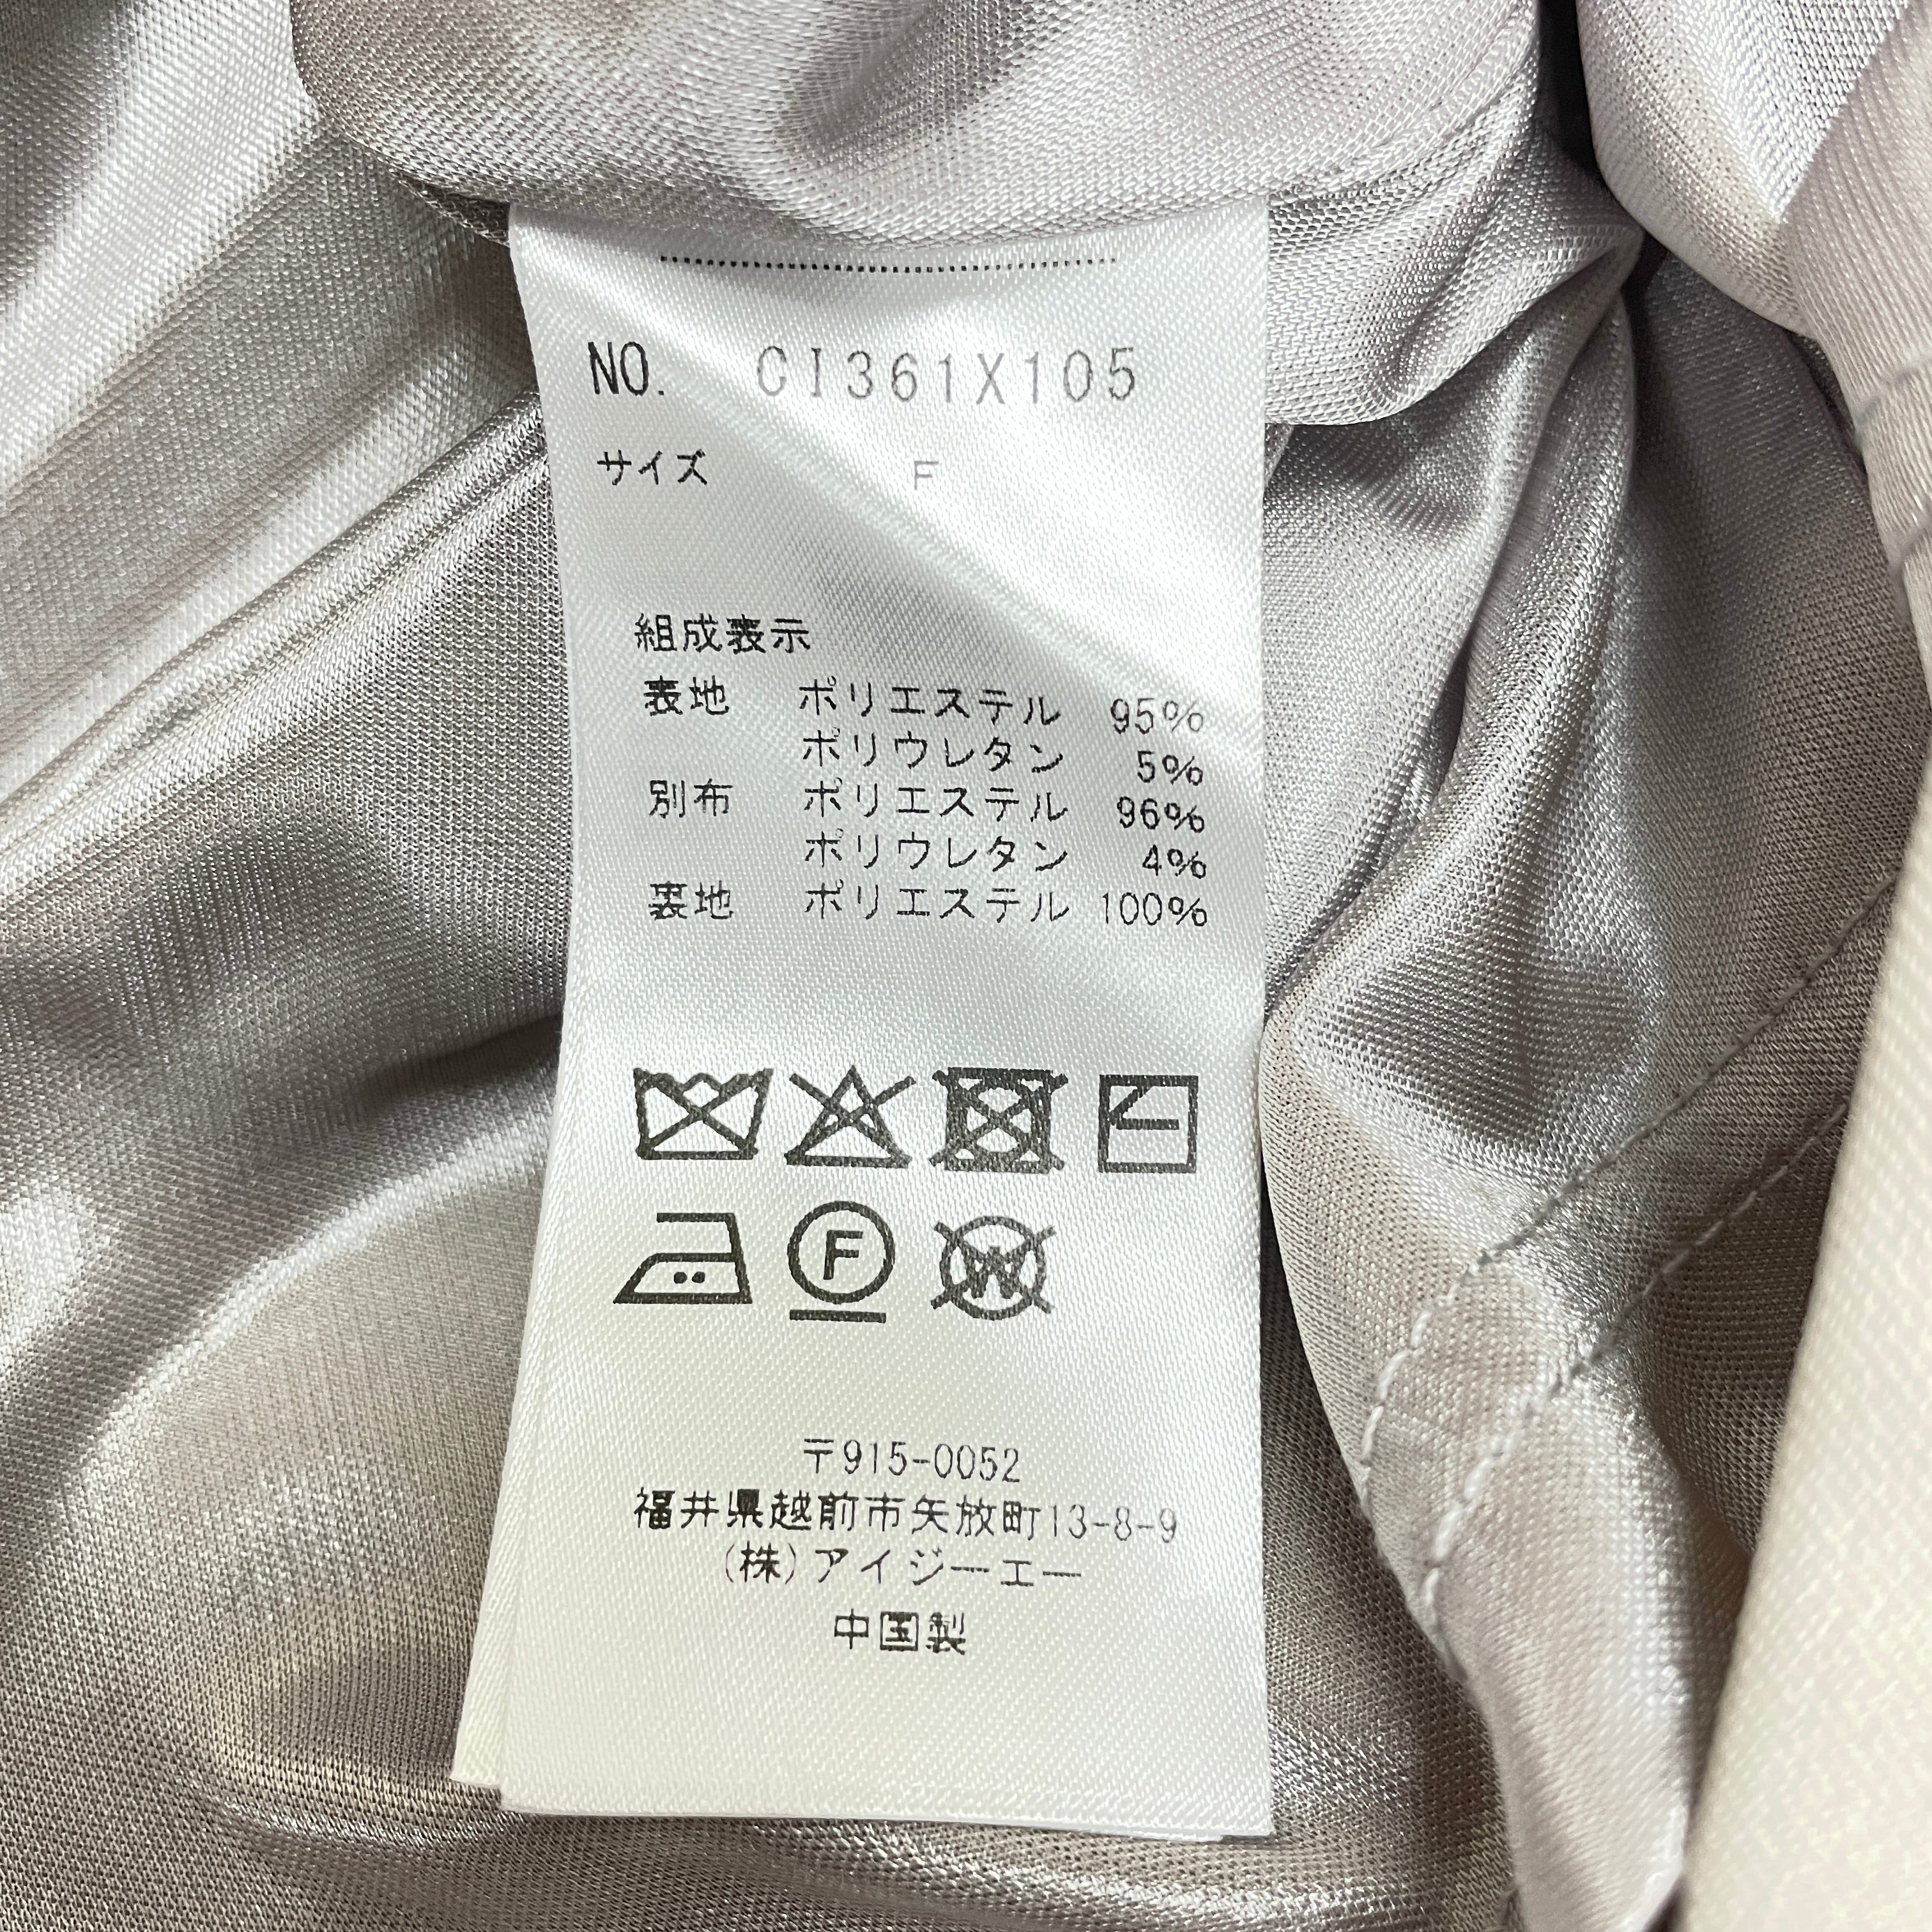 NO. CI361X105
サイズ F
組成表示
表地 ポリエステル 95%
ポリウレタン 5%
別布 ポリエステル 96%
ポリウレタン 4%
裏地 ポリエステル 100%
F
W
〒915-0052
福井県越前市矢放町13-8-9
(株)アイジーエー
中国製